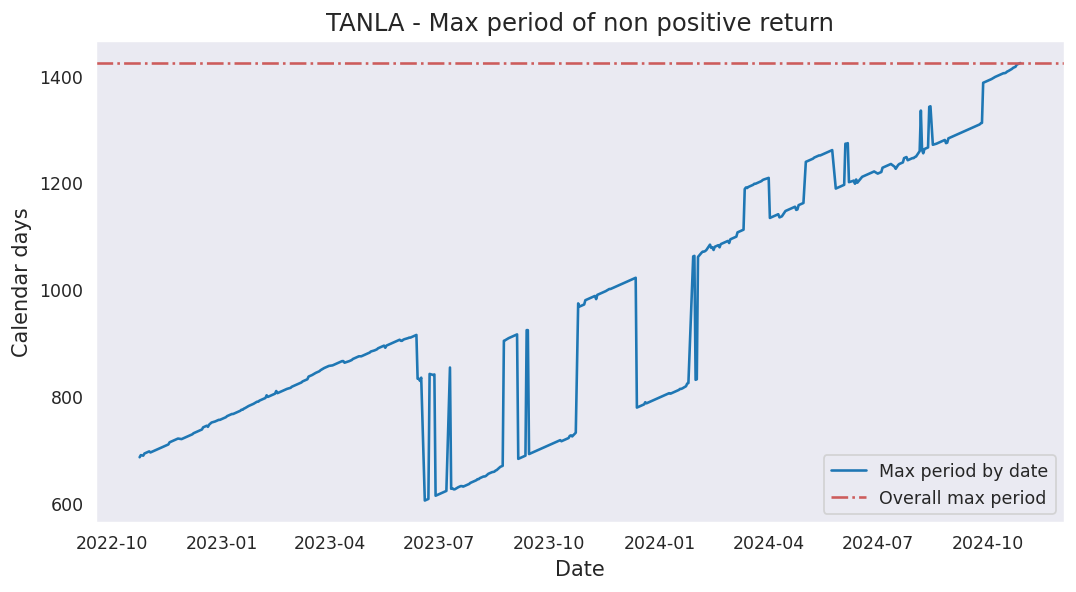 TANLA - Max period of non positive return
Calendar days
1400
1200
1000
800
600
2022-10 2023-01 2023-04 2023-07 2023-10 2024-01 2024-04 2024-07 2024-10
Date
Max period by date
Overall max period